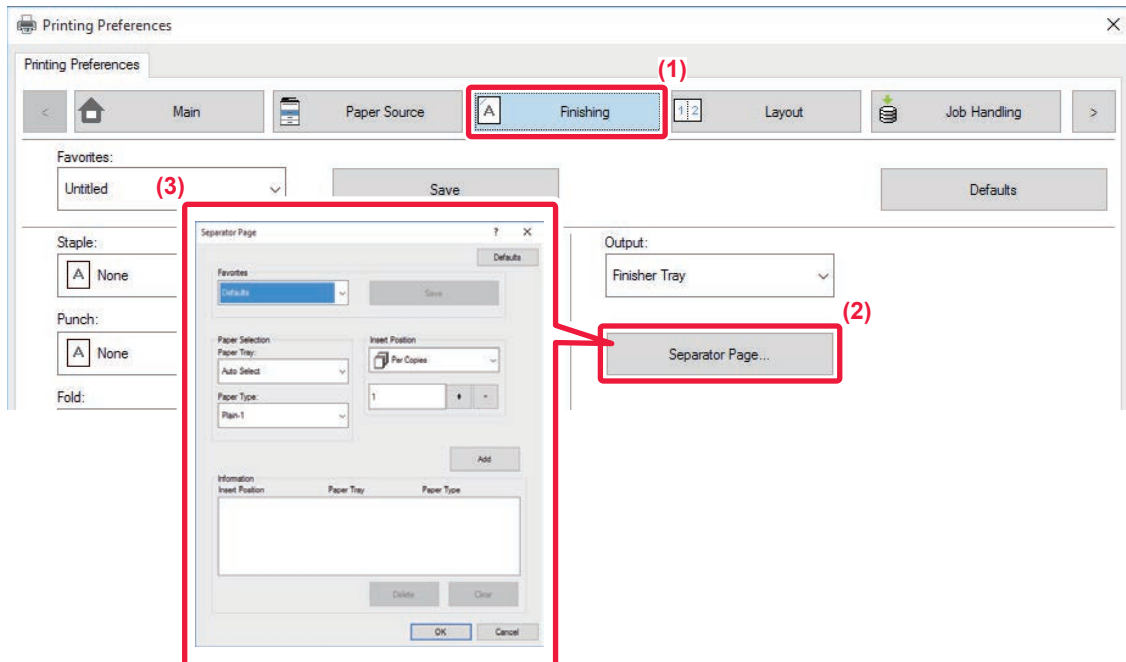 Printing Preferences
Printing Preferences
(1)
< Main Paper Source A Finishing 1 2 Layout Job Handling >
Favorites:
Untitled Save Defaults
(3)
Separator Page ? ×
Defaults
Favorites
Defaults Save
Paper Selection
Paper Tray:
Auto Select
Paper Type:
Plain-1
Insert Position
Per Copies
1 + -
Add
Information
Insert Position Paper Tray Paper Type
Delete Clear
OK Cancel
Staple:
A None
Punch:
A None
Fold:
Output:
Finisher Tray
(2)
Separator Page...